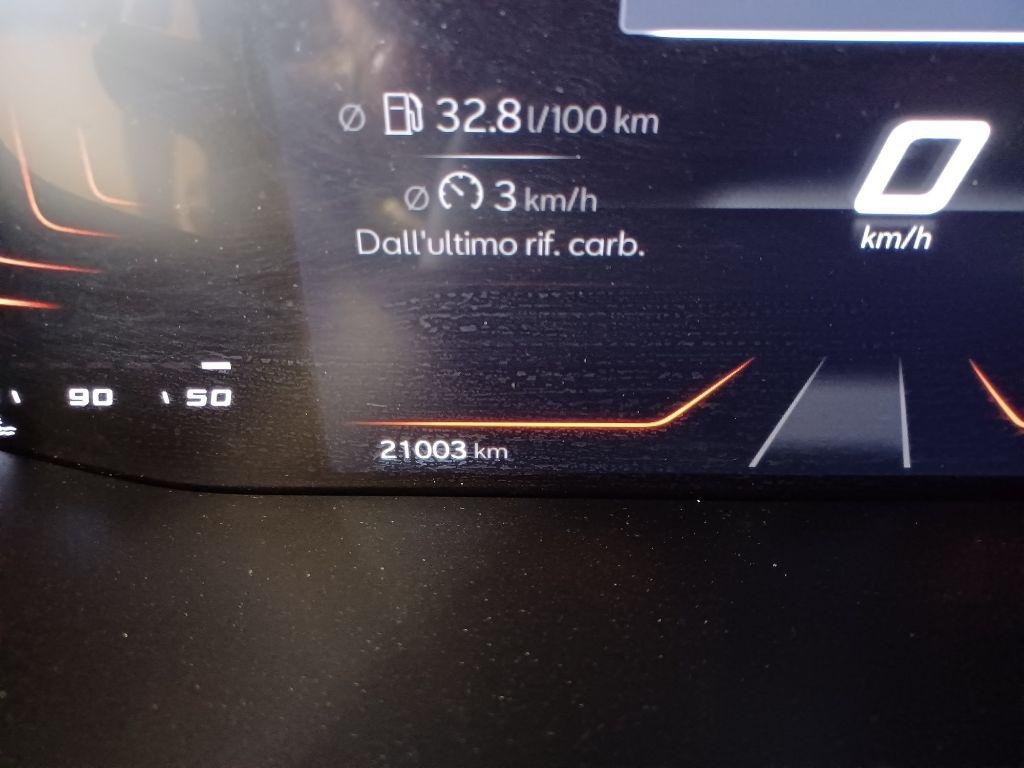 Ø 32.8 l/100 km
Ø 3 km/h
Dall'ultimo rif. carb.
0
km/h
90 50
21003 km